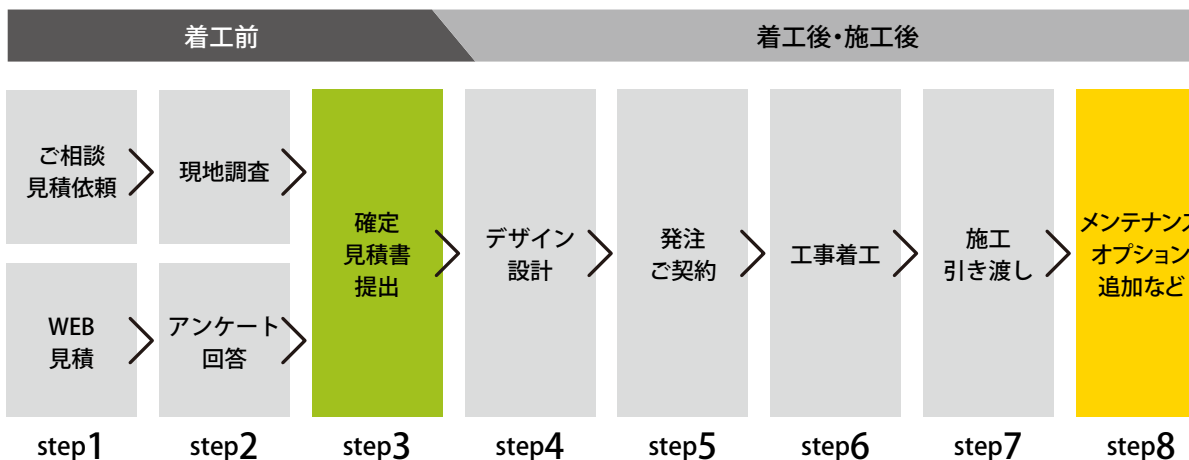 着工前
着工後・施工後
ご相談
見積依頼
現地調査
WEB
見積
アンケート
回答
確定
見積書
提出
デザイン
設計
発注
ご契約
工事着工
施工
引き渡し
メンテナンス
オプション
追加など
step1
step2
step3
step4
step5
step6
step7
step8